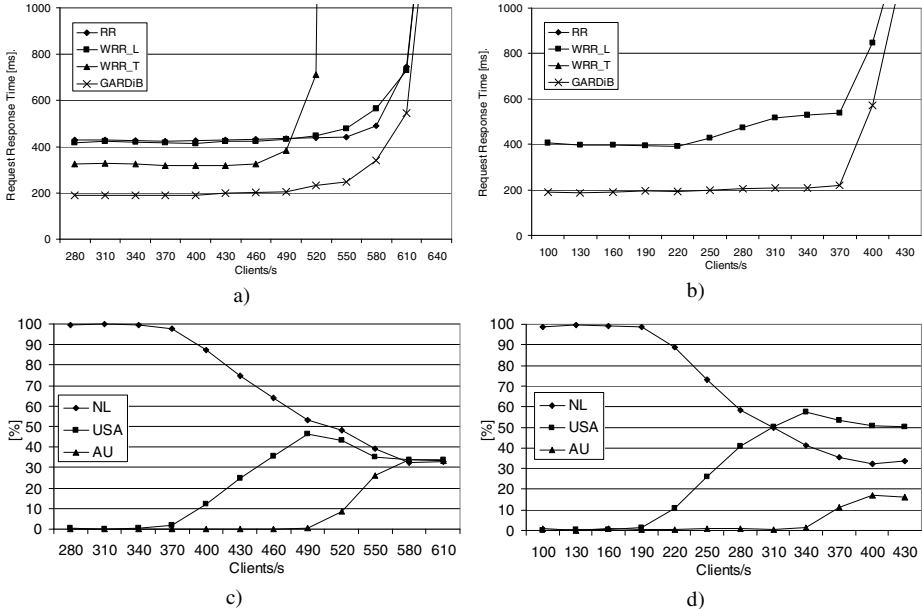 1000
800
600
400
200
0
Request Response Time [ms].
RR
WRR_L
WRR_T
GARDiB
280 310 340 370 400 430 460 490 520 550 580 610 640
Clients/s
a)
1000
800
600
400
200
0
Request Response Time [ms].
RR
WRR_L
WRR_T
GARDiB
100 130 160 190 220 250 280 310 340 370 400 430
Clients/s
b)
100
90
80
70
60
50
40
30
20
10
0
[%]
NL
USA
AU
280 310 340 370 400 430 460 490 520 550 580 610
Clients/s
c)
100
90
80
70
60
50
40
30
20
10
0
[%]
NL
USA
AU
100 130 160 190 220 250 280 310 340 370 400 430
Clients/s
d)